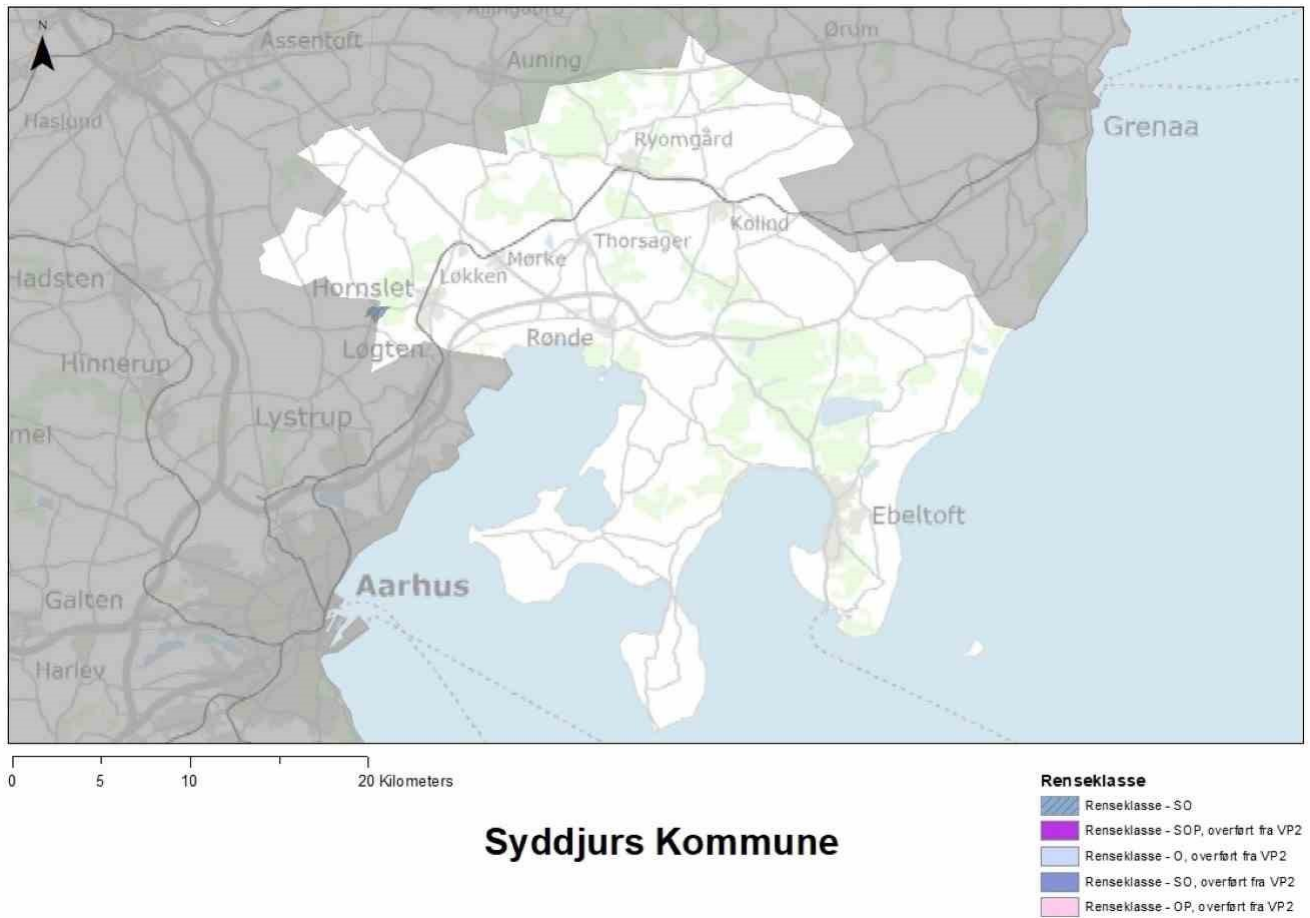 N
Assentoft
Auning
Ørum
Haslund
Ryomgård
Grenaa
Kolind
Thorsager
Mørke
Hadsten
Løkken
Hornslet
Rønde
Løgten
Hinnerup
Lystrup
mel
Ebeltoft
Aarhus
Galten
Harlev
0 5 10 20 Kilometers
Syddjurs Kommune
Renseklasse
Renseklasse - SO
Renseklasse - SOP, overført fra VP2
Renseklasse - O, overført fra VP2
Renseklasse - SO, overført fra VP2
Renseklasse - OP, overført fra VP2